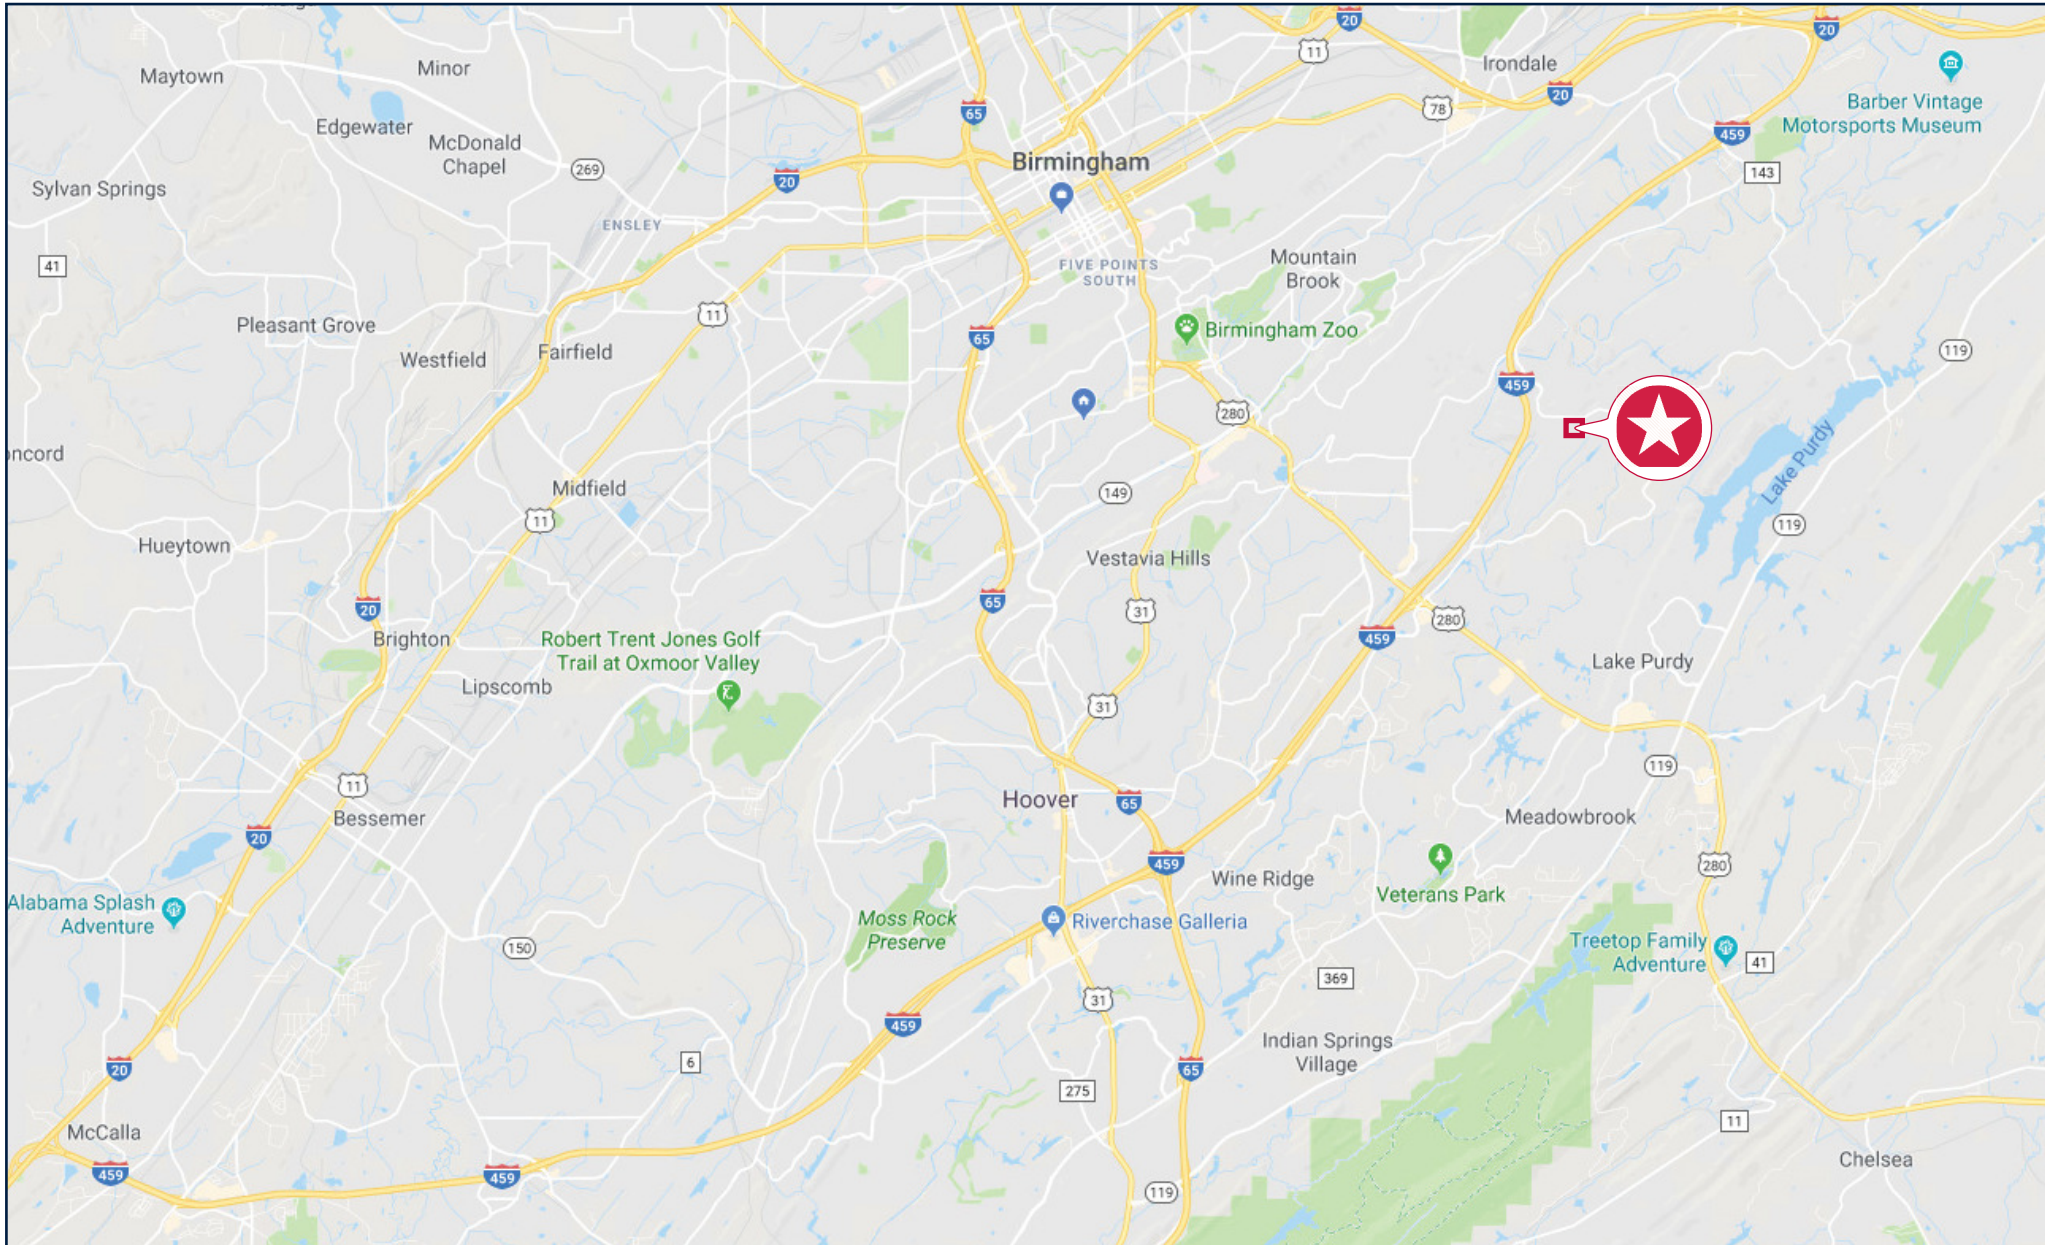 20
20
11
Minor
Irondale
Maytown
Barber Vintage
Motorsports Museum
20
78
65
Edgewater
McDonald
Chapel
459
Birmingham
269
143
20
Sylvan Springs
ENSLEY
41
FIVE POINTS
SOUTH
Mountain
Brook
11
Pleasant Grove
Birmingham Zoo
65
119
Westfield
Fairfield
459
280
Lake Purdy
oncord
Midfield
149
11
119
Hueytown
Vestavia Hills
65
20
31
280
459
Brighton
Robert Trent Jones Golf
Trail at Oxmoor Valley
Lake Purdy
Lipscomb
31
119
11
Hoover
65
Bessemer
Meadowbrook
20
459
280
Wine Ridge
Veterans Park
Alabama Splash
Adventure
Moss Rock
Preserve
Riverchase Galleria
150
Treetop Family
Adventure
41
369
31
459
Indian Springs
Village
6
20
65
275
11
McCalla
Chelsea
459
459
119